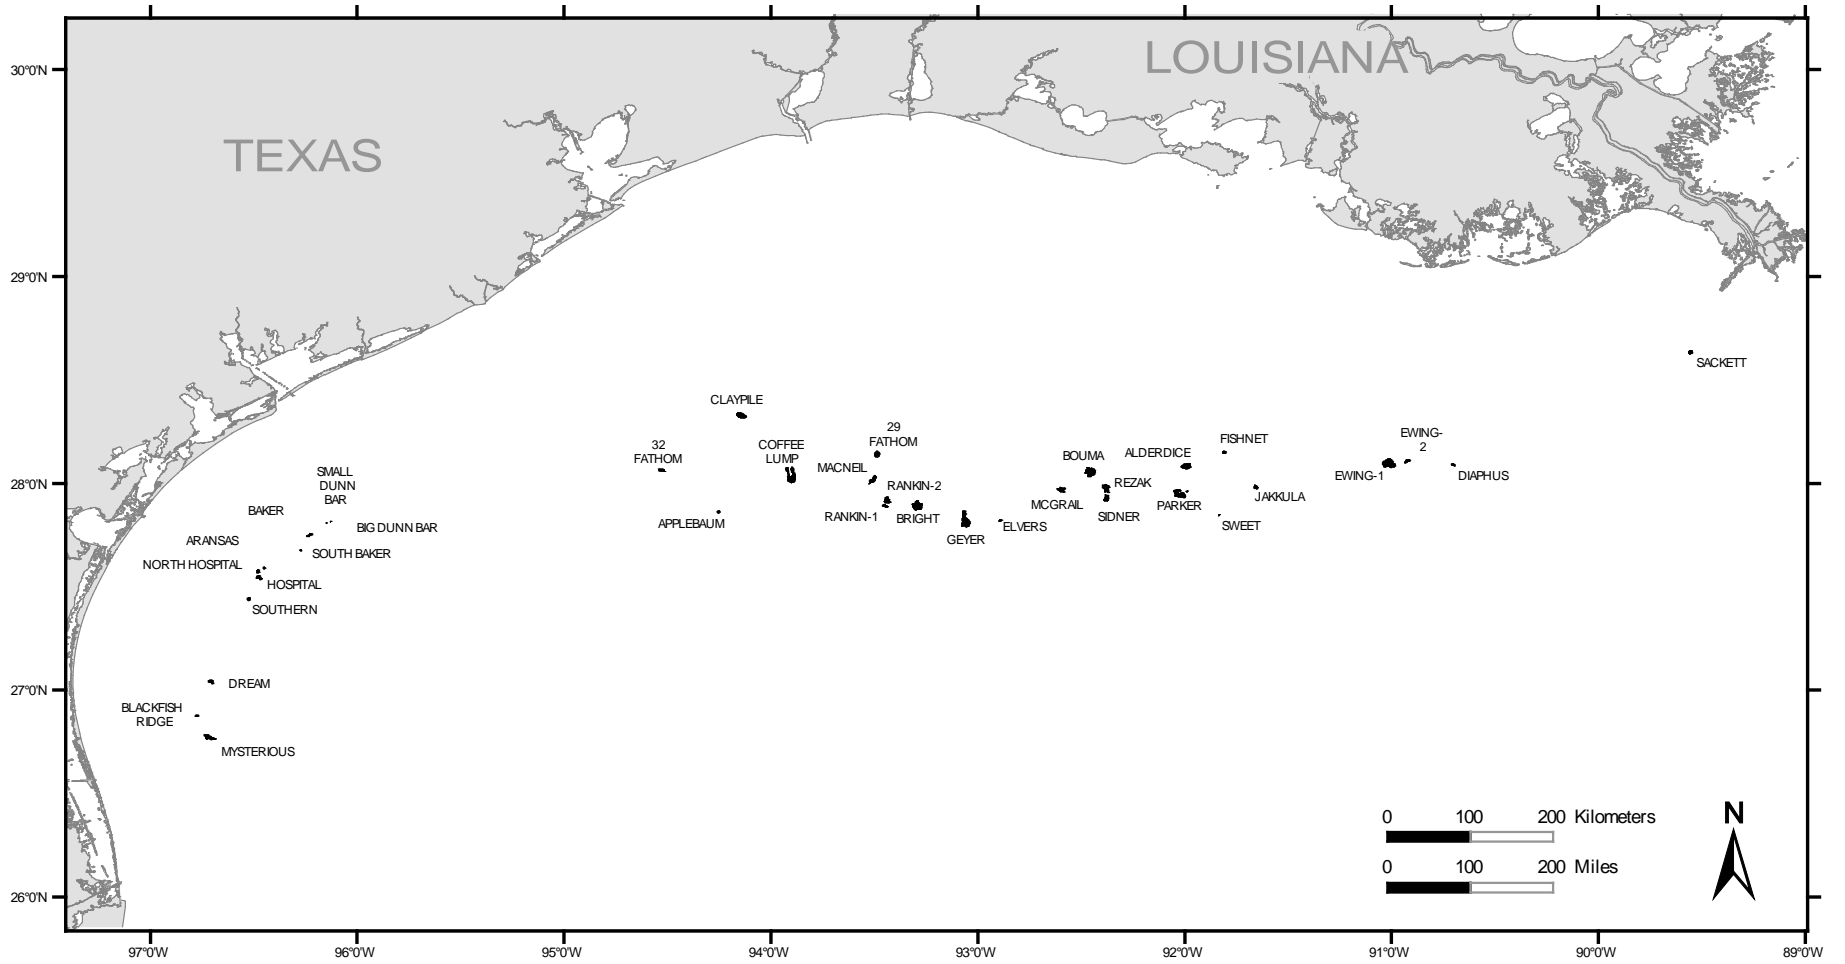 LOUISIANA
30°0'N
TEXAS
29°0'N
SACKETT
CLAYPILE
29
FATHOM
EWING-
2
FISHNET
32
FATHOM
COFFEE
LUMP
ALDERDICE
BOUMA
MACNEIL
SMALL
DUNN
BAR
28°0'N
EWING-1
DIAPHUS
REZAK
RANKIN-2
JAKKULA
MCGRAIL
PARKER
BAKER
RANKIN-1
BRIGHT
SIDNER
APPLEBAUM
BIG DUNN BAR
ELVERS
SWEET
ARANSAS
GEYER
SOUTH BAKER
NORTH HOSPITAL
HOSPITAL
SOUTHERN
27°0'N
DREAM
BLACKFISH
RIDGE
MYSTERIOUS
N
0 100 200 Kilometers
0 100 200 Miles
26°0'N
97°0'W 96°0'W 95°0'W 94°0'W 93°0'W 92°0'W 91°0'W 90°0'W 89°0'W